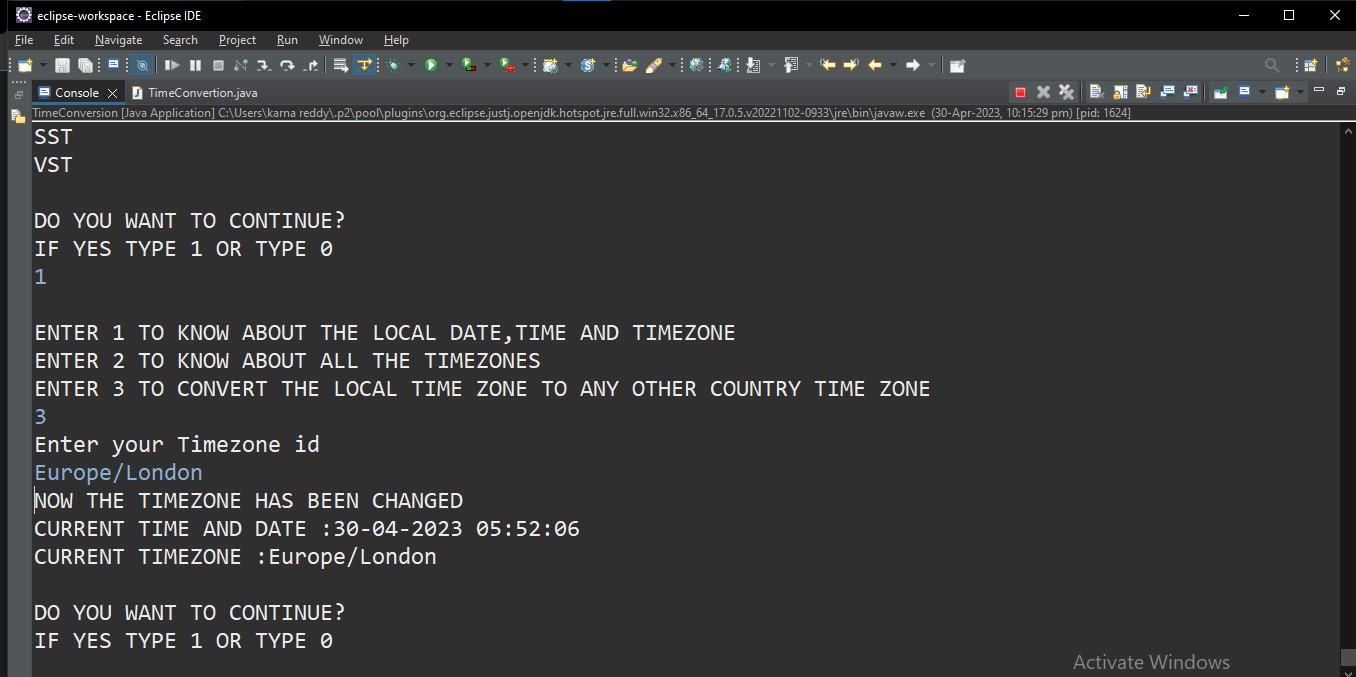 eclipse-workspace - Eclipse IDE
File Edit Navigate Search Project Run Window Help
Console TimeConvertion.java
TimeConversion [Java Application] C:\Users\karna reddy\.p2\pool\plugins\org.eclipse.justj.openjdk.hotspot.jre.full.win32.x86_64_17.0.5.v20221102-0933\jre\bin\javaw.exe (30-Apr-2023, 10:15:29 pm) [pid: 1624]
SST
VST
DO YOU WANT TO CONTINUE?
IF YES TYPE 1 OR TYPE 0
1
ENTER 1 TO KNOW ABOUT THE LOCAL DATE,TIME AND TIMEZONE
ENTER 2 TO KNOW ABOUT ALL THE TIMEZONES
ENTER 3 TO CONVERT THE LOCAL TIME ZONE TO ANY OTHER COUNTRY TIME ZONE
3
Enter your Timezone id
Europe/London
NOW THE TIMEZONE HAS BEEN CHANGED
CURRENT TIME AND DATE :30-04-2023 05:52:06
CURRENT TIMEZONE :Europe/London
DO YOU WANT TO CONTINUE?
IF YES TYPE 1 OR TYPE 0
Activate Windows